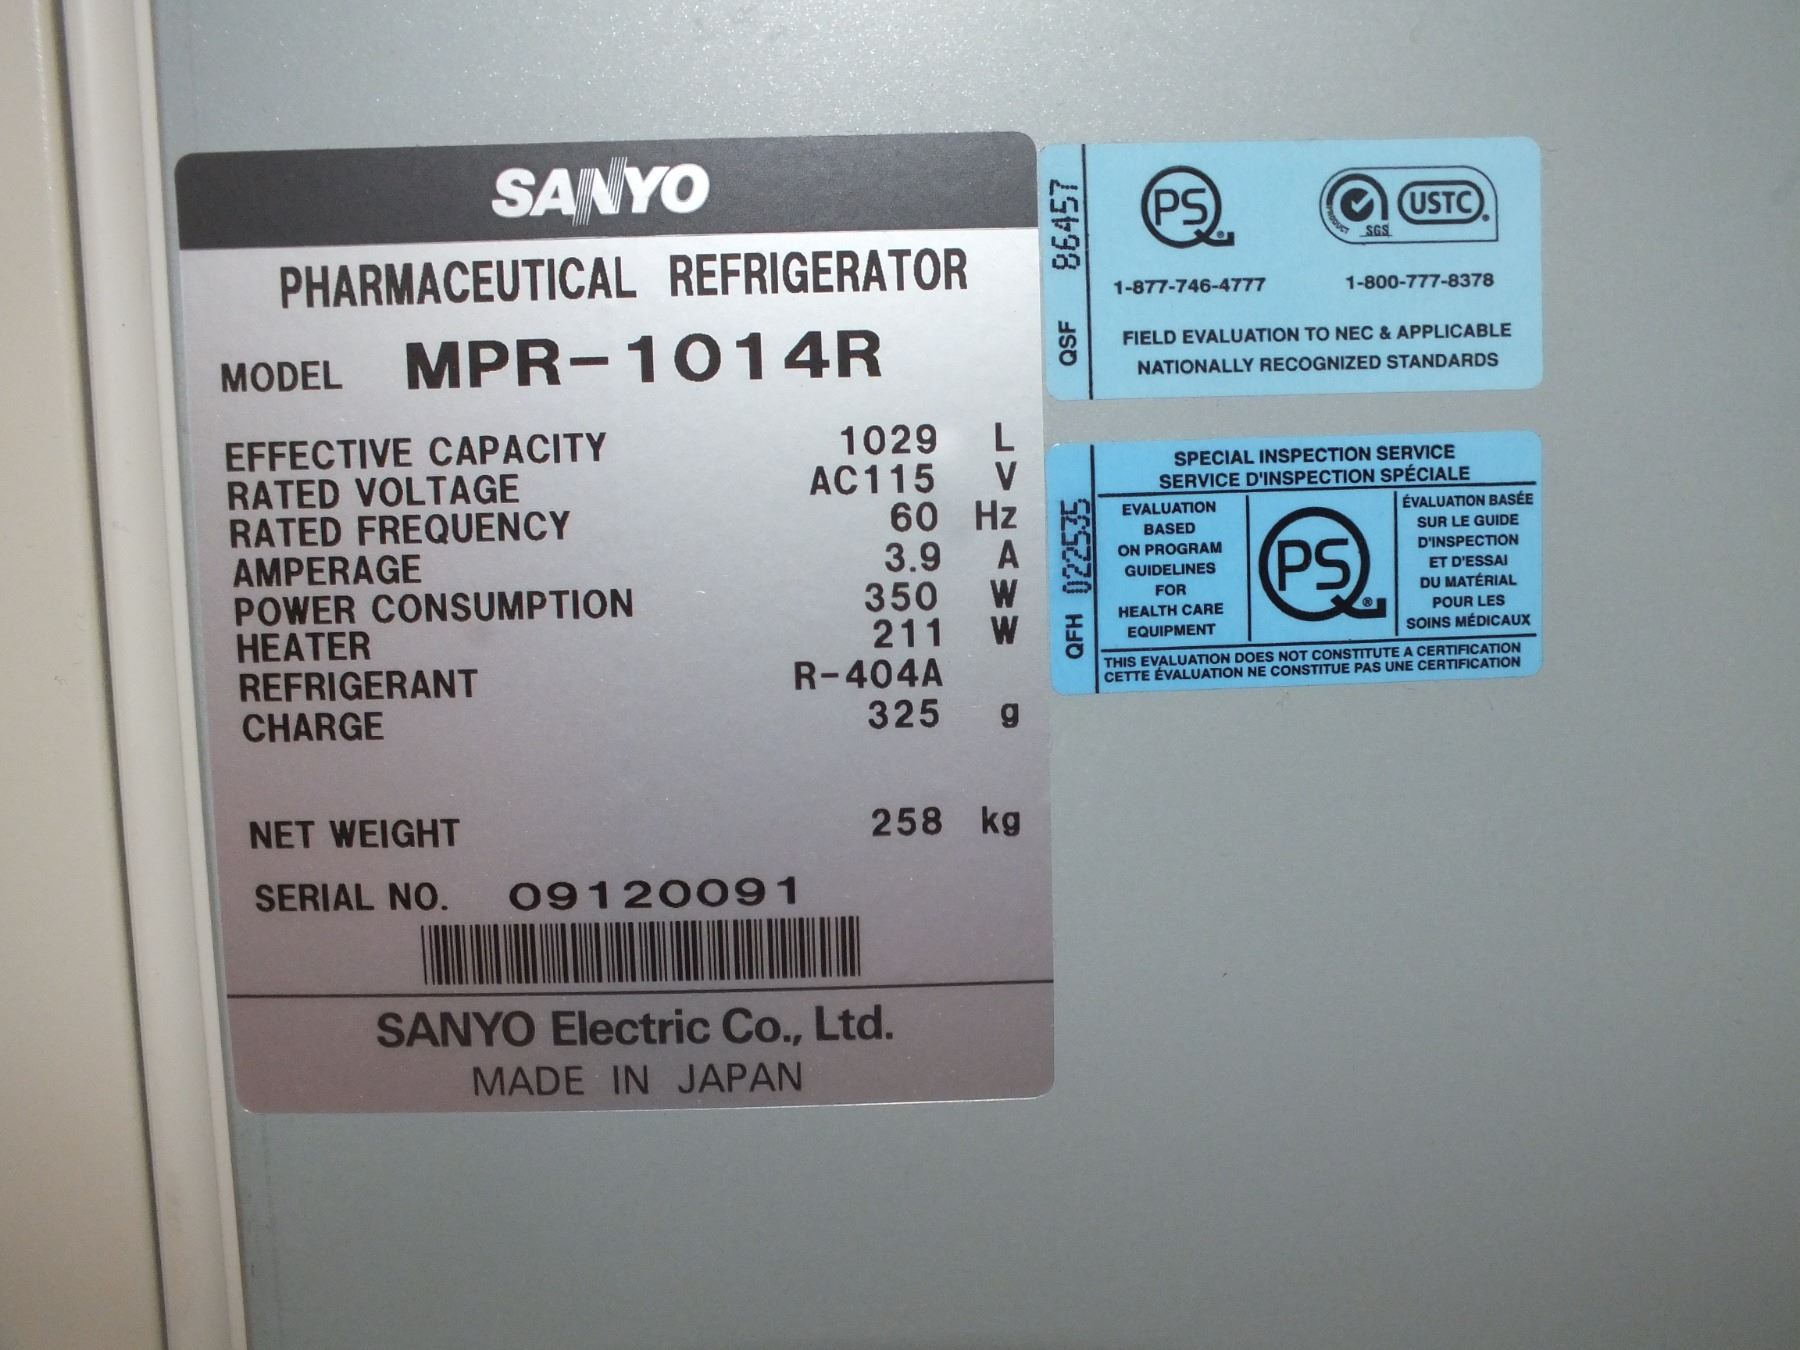 SANYO
PHARMACEUTICAL REFRIGERATOR
MODEL MPR-1014R
EFFECTIVE CAPACITY 1029 L
RATED VOLTAGE AC115 V
RATED FREQUENCY 60 Hz
AMPERAGE 3.9 A
POWER CONSUMPTION 350 W
HEATER 211 W
REFRIGERANT R-404A
CHARGE 325 g
NET WEIGHT 258 kg
SERIAL NO. 09120091
SANYO Electric Co., Ltd.
MADE IN JAPAN
QSF 86457
PSQ®
PRODUCT SGS USTC
1-877-746-4777 1-800-777-8378
FIELD EVALUATION TO NEC & APPLICABLE
NATIONALLY RECOGNIZED STANDARDS
QFH 022535
SPECIAL INSPECTION SERVICE
SERVICE D'INSPECTION SPÉCIALE
EVALUATION
BASED
ON PROGRAM
GUIDELINES
FOR
HEALTH CARE
EQUIPMENT
PSQ®
ÉVALUATION BASÉE
SUR LE GUIDE
D'INSPECTION
ET D'ESSAI
DU MATÉRIAL
POUR LES
SOINS MÉDICAUX
THIS EVALUATION DOES NOT CONSTITUTE A CERTIFICATION
CETTE ÉVALUATION NE CONSTITUE PAS UNE CERTIFICATION